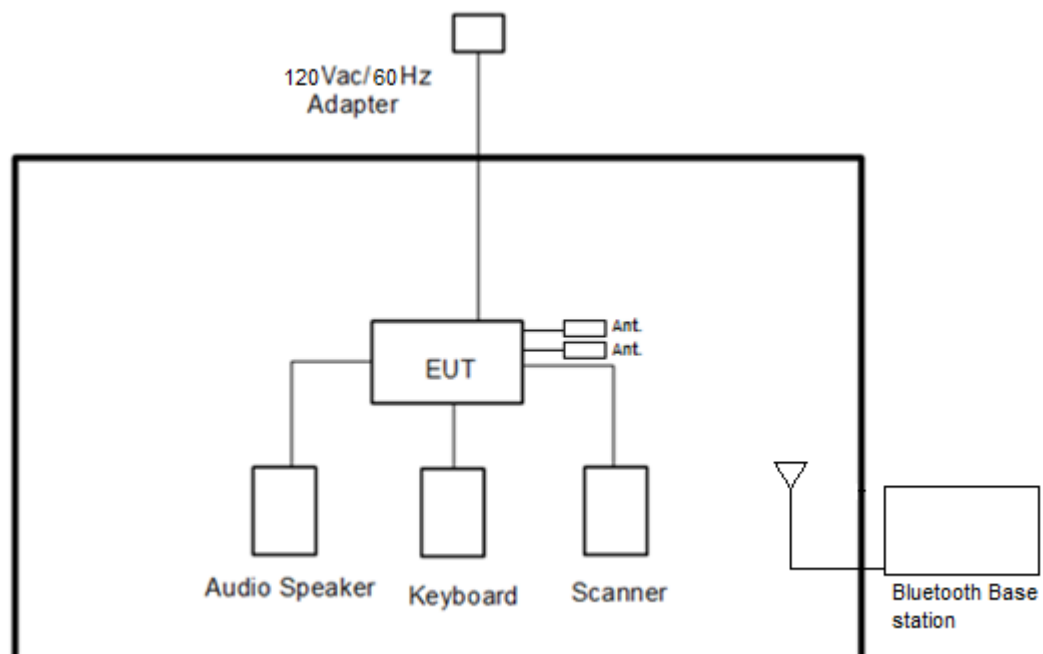 120Vac/60Hz
Adapter
Ant.
Ant.
EUT
Audio Speaker
Keyboard
Scanner
Bluetooth Base
station